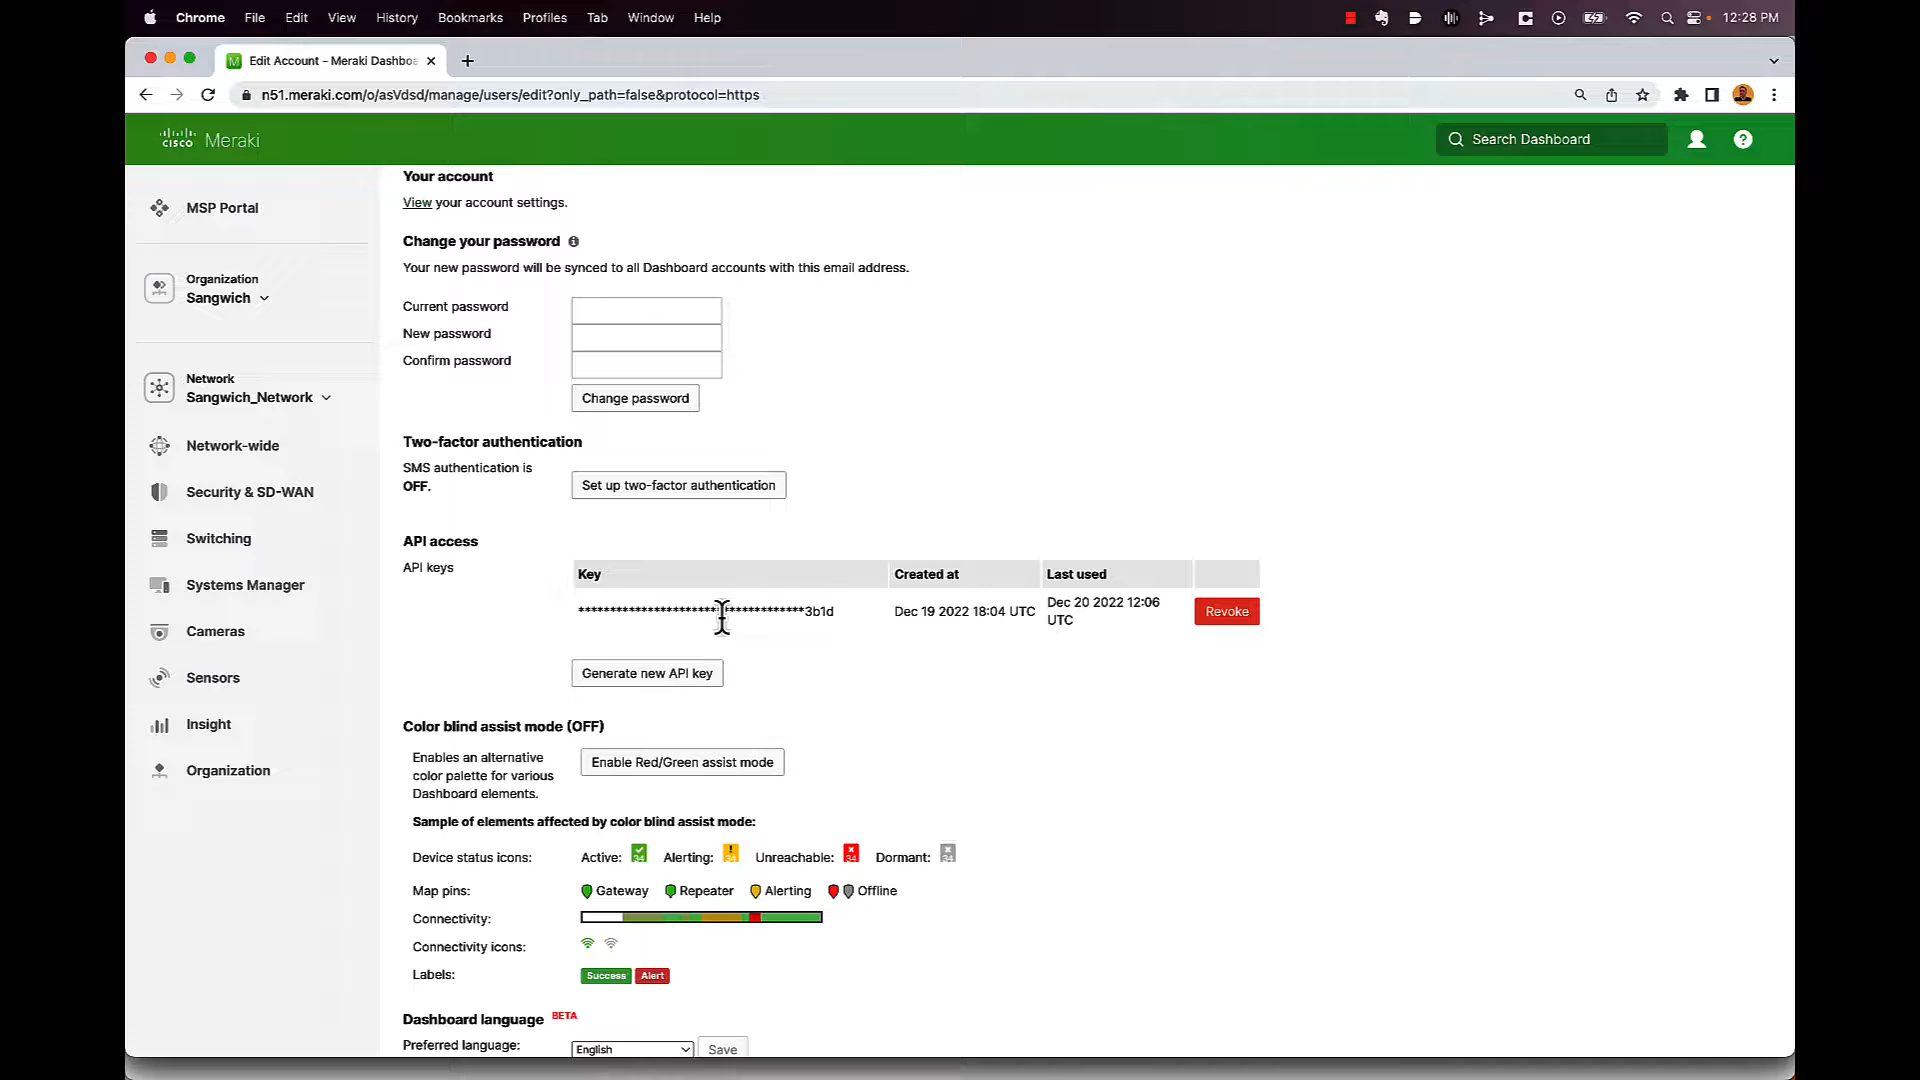 Chrome File Edit View History Bookmarks Profiles Tab Window Help 12:28 PM
Edit Account - Meraki Dashboa
n51.meraki.com/o/asVdsd/manage/users/edit?only_path=false&protocol=https
cisco Meraki
Search Dashboard
MSP Portal
Organization
Sangwich
Network
Sangwich_Network
Network-wide
Security & SD-WAN
Switching
Systems Manager
Cameras
Sensors
Insight
Organization
Your account
View your account settings.
Change your password
Your new password will be synced to all Dashboard accounts with this email address.
Current password
New password
Confirm password
Change password
Two-factor authentication
SMS authentication is
OFF.
Set up two-factor authentication
API access
API keys
Key Created at Last used
************************************3b1d Dec 19 2022 18:04 UTC Dec 20 2022 12:06
UTC
Revoke
Generate new API key
Color blind assist mode (OFF)
Enables an alternative
color palette for various
Dashboard elements.
Enable Red/Green assist mode
Sample of elements affected by color blind assist mode:
Device status icons: Active: 34 Alerting: 34 Unreachable: 34 Dormant: 34
Map pins: Gateway Repeater Alerting Offline
Connectivity:
Connectivity icons:
Labels: Success Alert
Dashboard language BETA
Preferred language: English Save